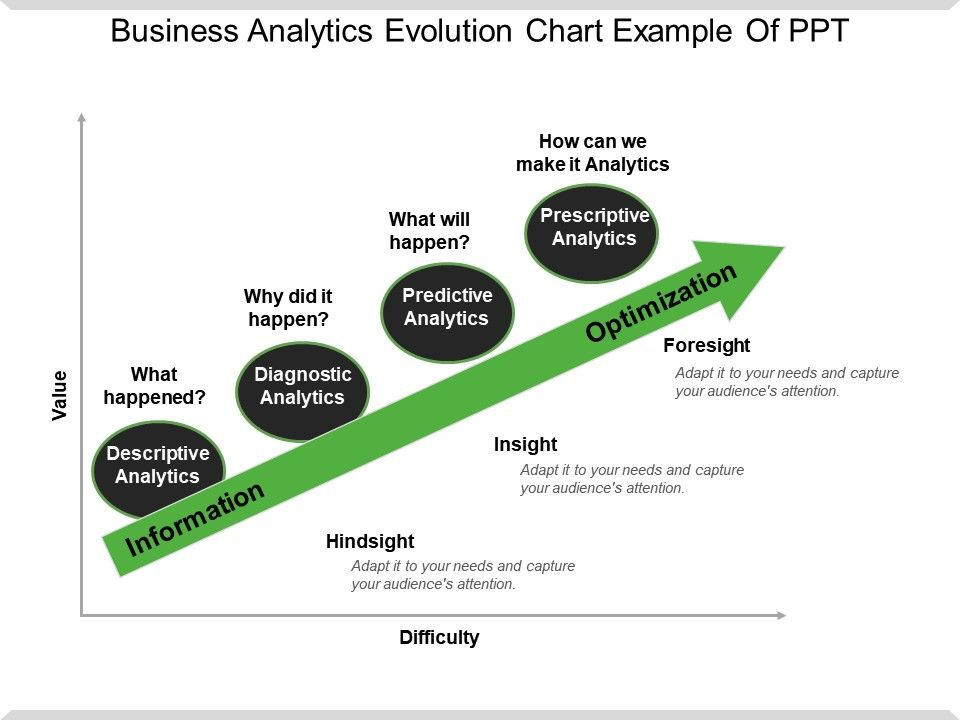 Business Analytics Evolution Chart Example Of PPT
How can we
make it Analytics
Prescriptive
Analytics
What will
happen?
Predictive
Analytics
Why did it
happen?
Diagnostic
Analytics
What
happened?
Descriptive
Analytics
Information
Optimization
Foresight
Adapt it to your needs and capture
your audience's attention.
Insight
Adapt it to your needs and capture
your audience's attention.
Hindsight
Adapt it to your needs and capture
your audience's attention.
Value
Difficulty